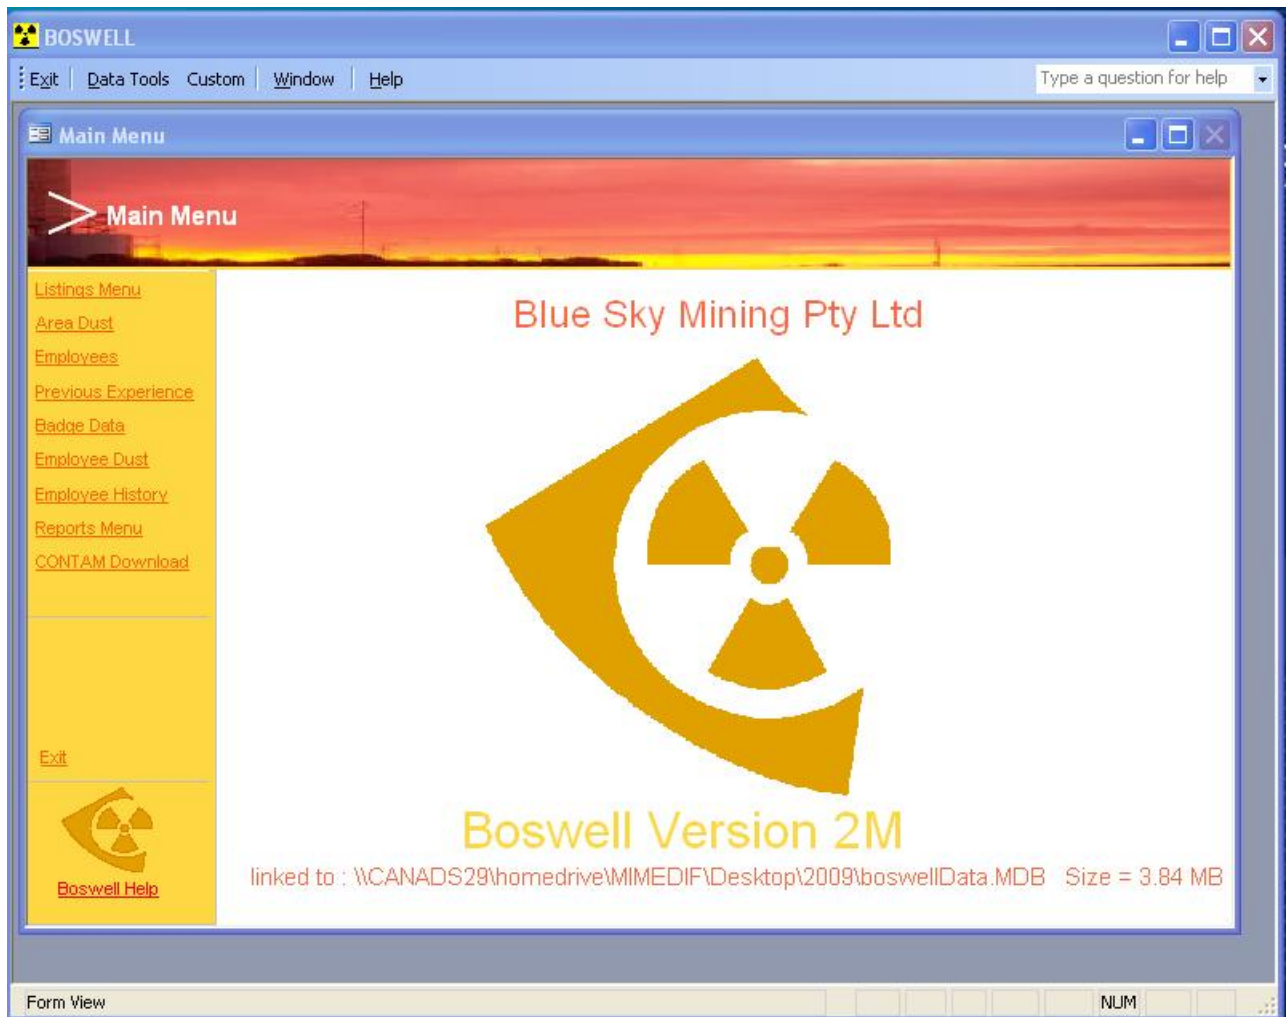 BOSWELL
Exit Data Tools Custom Window Help Type a question for help
Main Menu
Main Menu
Listings Menu
Area Dust
Employees
Previous Experience
Badge Data
Employee Dust
Employee History
Reports Menu
CONTAM Download
Exit
Boswell Help
Blue Sky Mining Pty Ltd
Boswell Version 2M
linked to : \\CANADS29\homedrive\MIMEDIF\Desktop\2009\boswellData.MDB Size = 3.84 MB
Form View NUM